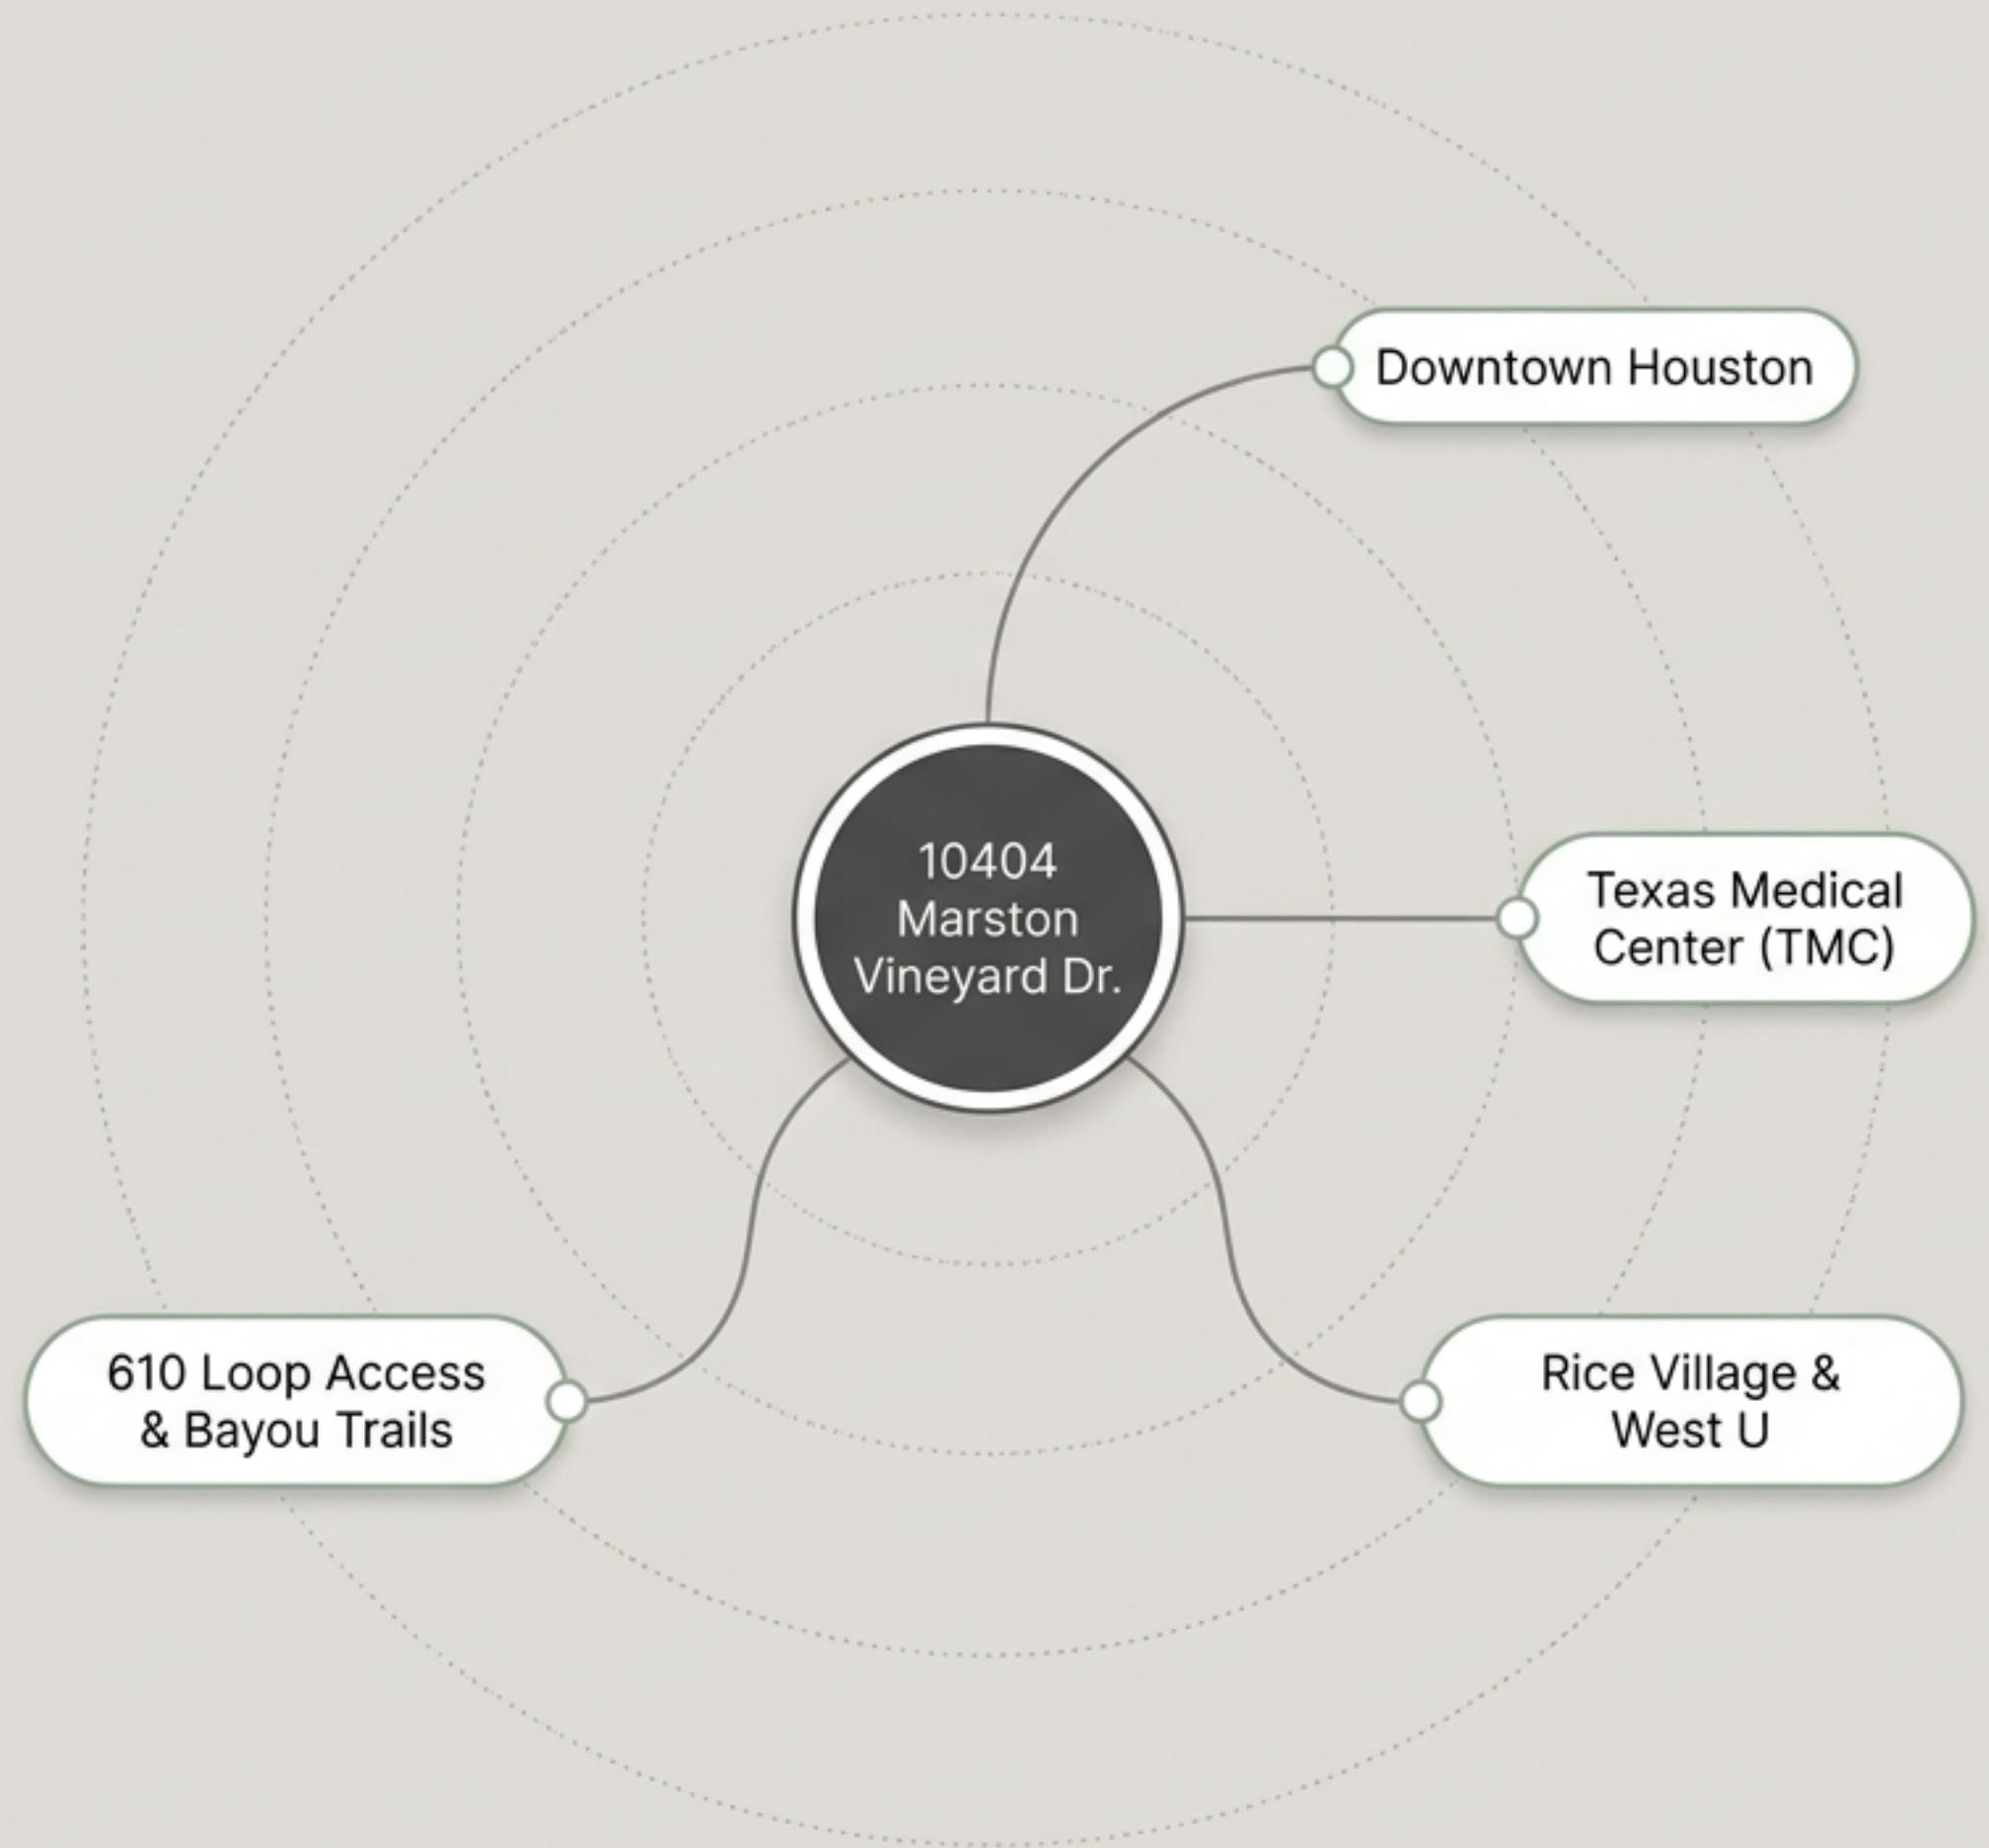 Downtown Houston
10404
Marston
Vineyard Dr.
Texas Medical
Center (TMC)
610 Loop Access
& Bayou Trails
Rice Village &
West U